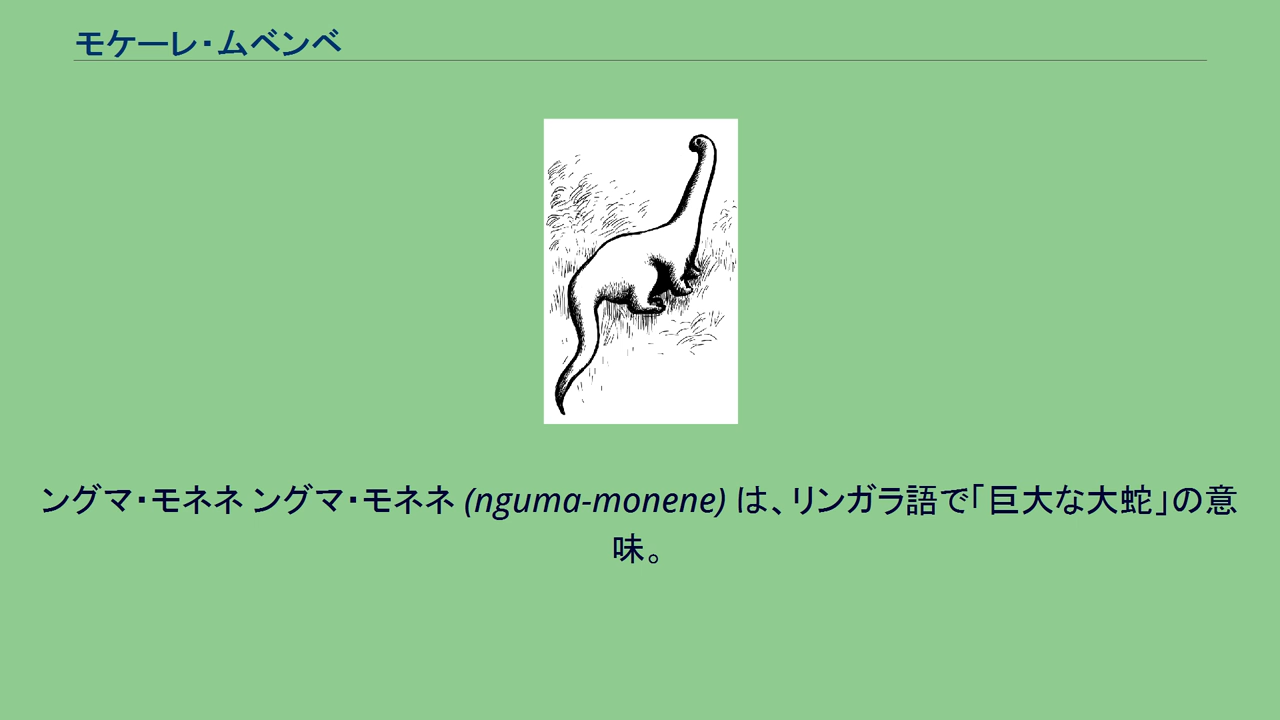 モケーレ・ムベンベ
ングマ・モネネ ングマ・モネネ (nguma-monene) は、リンガラ語で「巨大な大蛇」の意
味。